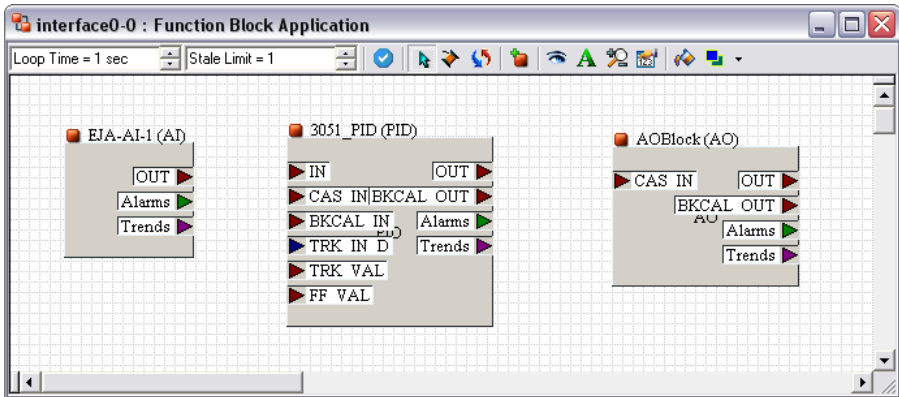 interface0-0 : Function Block Application
Loop Time = 1 sec Stale Limit = 1
A
EJA-AI-1 (AI)
OUT
Alarms
Trends
3051_PID (PID)
IN OUT
CAS IN BKCAL OUT
BKCAL IN Alarms
PID
TRK IN D Trends
TRK VAL
FF VAL
AOBlock (AO)
CAS IN OUT
BKCAL OUT
AO
Alarms
Trends